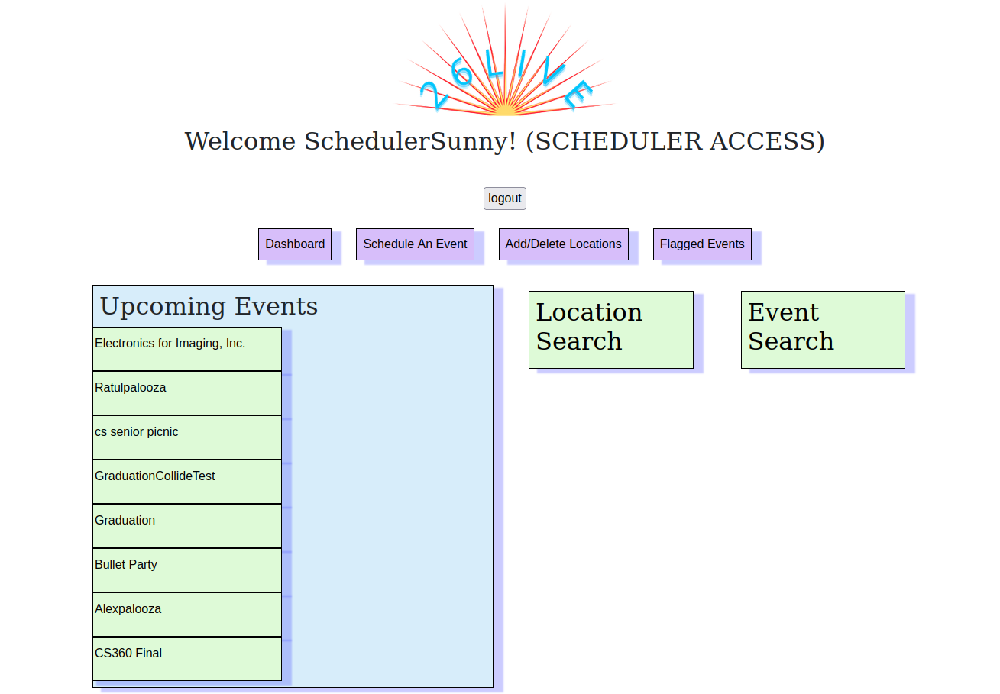 26LIVE
Welcome SchedulerSunny! (SCHEDULER ACCESS)
logout
Dashboard
Schedule An Event
Add/Delete Locations
Flagged Events
Upcoming Events
Electronics for Imaging, Inc.
Ratulpalooza
cs senior picnic
GraduationCollideTest
Graduation
Bullet Party
Alexpalooza
CS360 Final
Location
Search
Event
Search